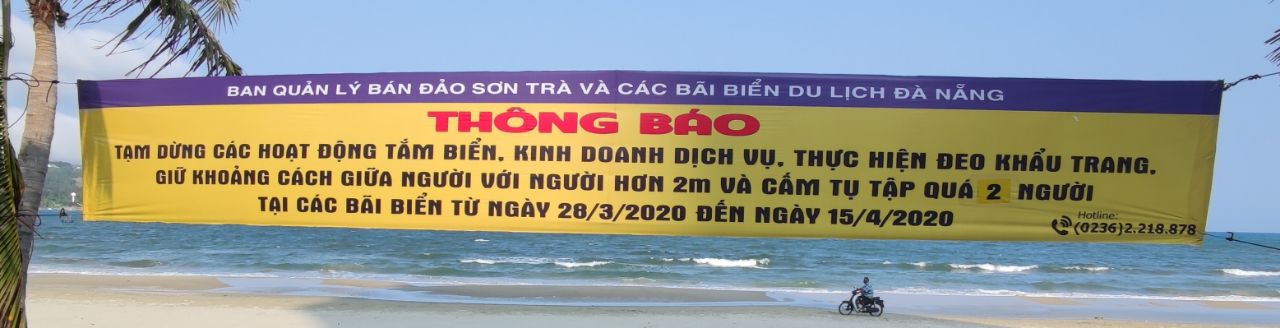 BAN QUẢN LÝ BÁN ĐẢO SƠN TRÀ VÀ CÁC BÃI BIỂN DU LỊCH ĐÀ NẴNG
THÔNG BÁO
TẠM DỪNG CÁC HOẠT ĐỘNG TẮM BIỂN, KINH DOANH DỊCH VỤ, THỰC HIỆN ĐEO KHẨU TRANG,
GIỮ KHOẢNG CÁCH GIỮA NGƯỜI VỚI NGƯỜI HƠN 2m VÀ CẤM TỤ TẬP QUÁ 2 NGƯỜI
TẠI CÁC BÃI BIỂN TỪ NGÀY 28/3/2020 ĐẾN NGÀY 15/4/2020
Hotline:
(0236)2.218.878